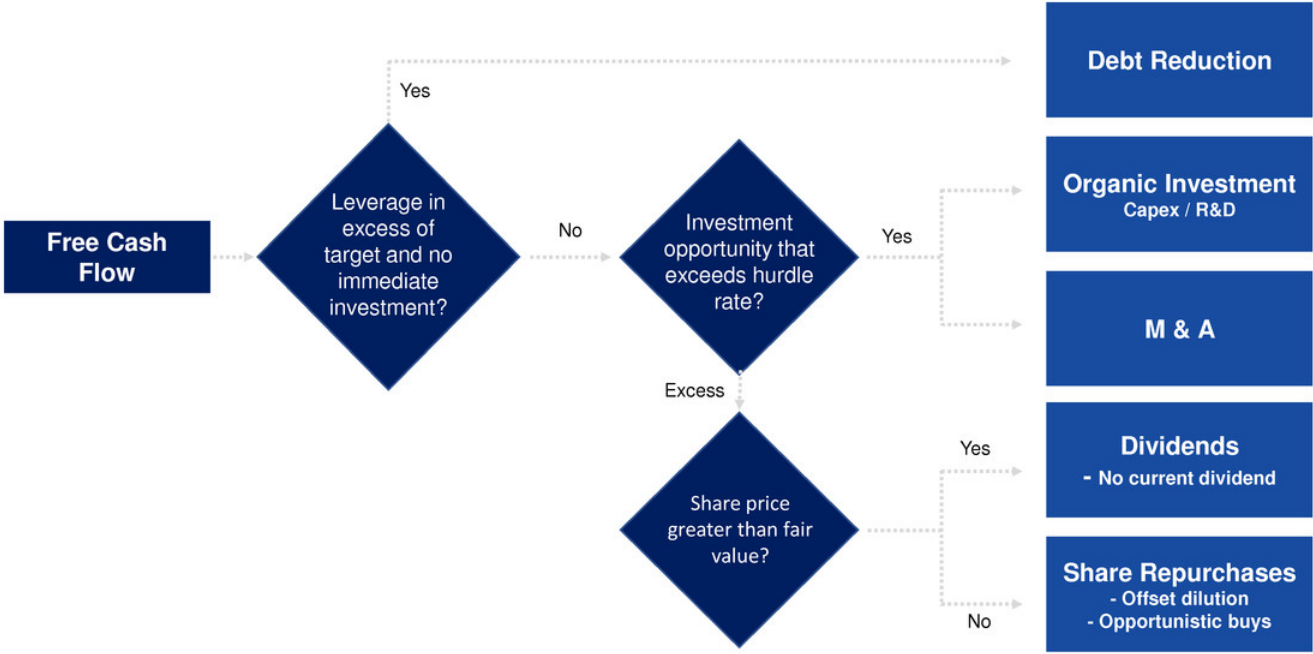 Debt Reduction
Yes
Leverage in
excess of
target and no
immediate
investment?
Free Cash
Flow
No
Investment
opportunity that
exceeds hurdle
rate?
Yes
Organic Investment
Capex / R&D
M & A
Excess
Share price
greater than fair
value?
Yes
Dividends
- No current dividend
No
Share Repurchases
- Offset dilution
- Opportunistic buys